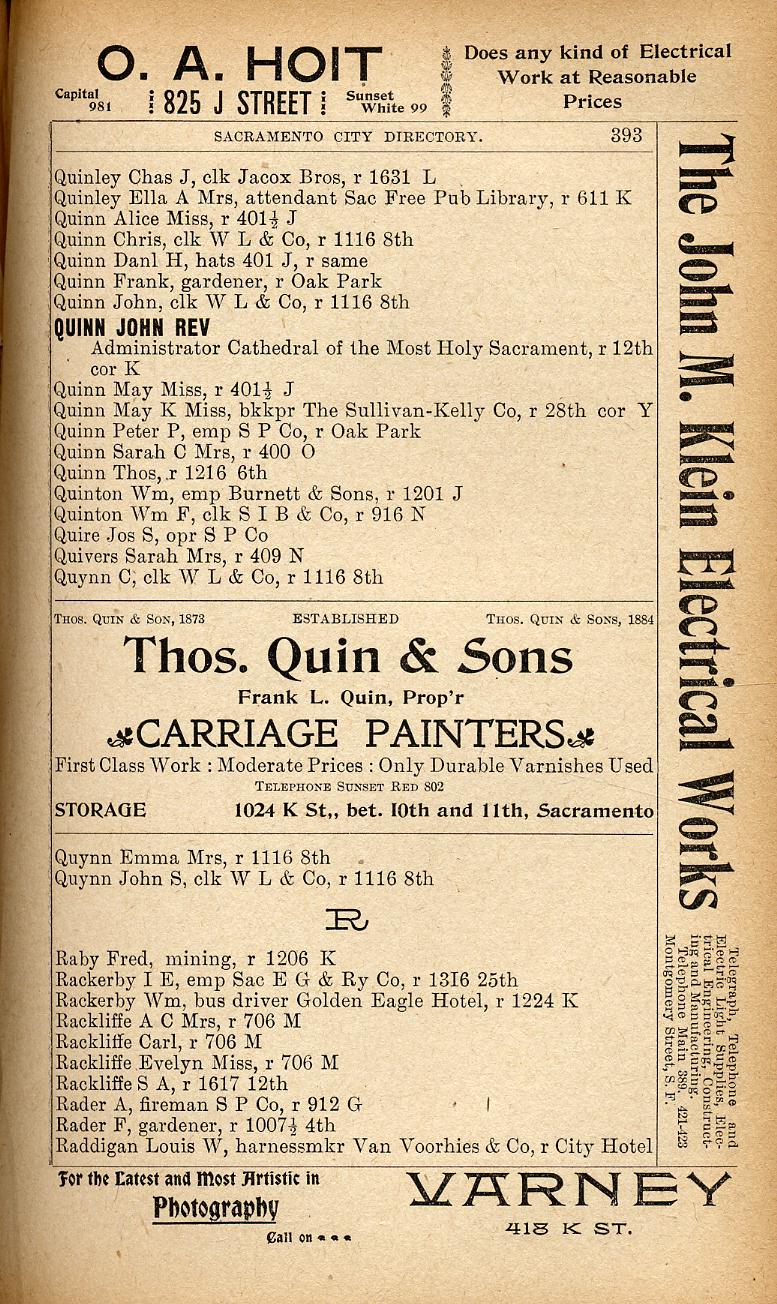 O. A. HOIT
Capital 981
825 J STREET
Sunset White 99
Does any kind of Electrical
Work at Reasonable
Prices
SACRAMENTO CITY DIRECTORY. 393
Quinley Chas J, clk Jacox Bros, r 1631 L
Quinley Ella A Mrs, attendant Sac Free Pub Library, r 611 K
Quinn Alice Miss, r 401½ J
Quinn Chris, clk W L & Co, r 1116 8th
Quinn Danl H, hats 401 J, r same
Quinn Frank, gardener, r Oak Park
Quinn John, clk W L & Co, r 1116 8th
QUINN JOHN REV
Administrator Cathedral of the Most Holy Sacrament, r 12th
cor K
Quinn May Miss, r 401½ J
Quinn May K Miss, bkkpr The Sullivan-Kelly Co, r 28th cor Y
Quinn Peter P, emp S P Co, r Oak Park
Quinn Sarah C Mrs, r 400 O
Quinn Thos, r 1216 6th
Quinton Wm, emp Burnett & Sons, r 1201 J
Quinton Wm F, clk S I B & Co, r 916 N
Quire Jos S, opr S P Co
Quivers Sarah Mrs, r 409 N
Quynn C, clk W L & Co, r 1116 8th
THOS. QUIN & SON, 1873 ESTABLISHED THOS. QUIN & SONS, 1884
Thos. Quin & Sons
Frank L. Quin, Prop'r
CARRIAGE PAINTERS
First Class Work : Moderate Prices : Only Durable Varnishes Used
TELEPHONE SUNSET RED 802
STORAGE 1024 K St,, bet. 10th and 11th, Sacramento
Quynn Emma Mrs, r 1116 8th
Quynn John S, clk W L & Co, r 1116 8th
R
Raby Fred, mining, r 1206 K
Rackerby I E, emp Sac E G & Ry Co, r 1316 25th
Rackerby Wm, bus driver Golden Eagle Hotel, r 1224 K
Rackliffe A C Mrs, r 706 M
Rackliffe Carl, r 706 M
Rackliffe Evelyn Miss, r 706 M
Rackliffe S A, r 1617 12th
Rader A, fireman S P Co, r 912 G
Rader F, gardener, r 1007½ 4th
Raddigan Louis W, harnessmkr Van Voorhies & Co, r City Hotel
The John M. Klein Electrical Works
Telegraph, Telephone and
Electric Light Supplies, Elec-
trical Engineering, Construct-
ing and Manufacturing.
Telephone Main 389. 421-423
Montgomery Street, S. F.
For the Latest and Most Artistic in
Photography
Call on
VARNEY
418 K ST.